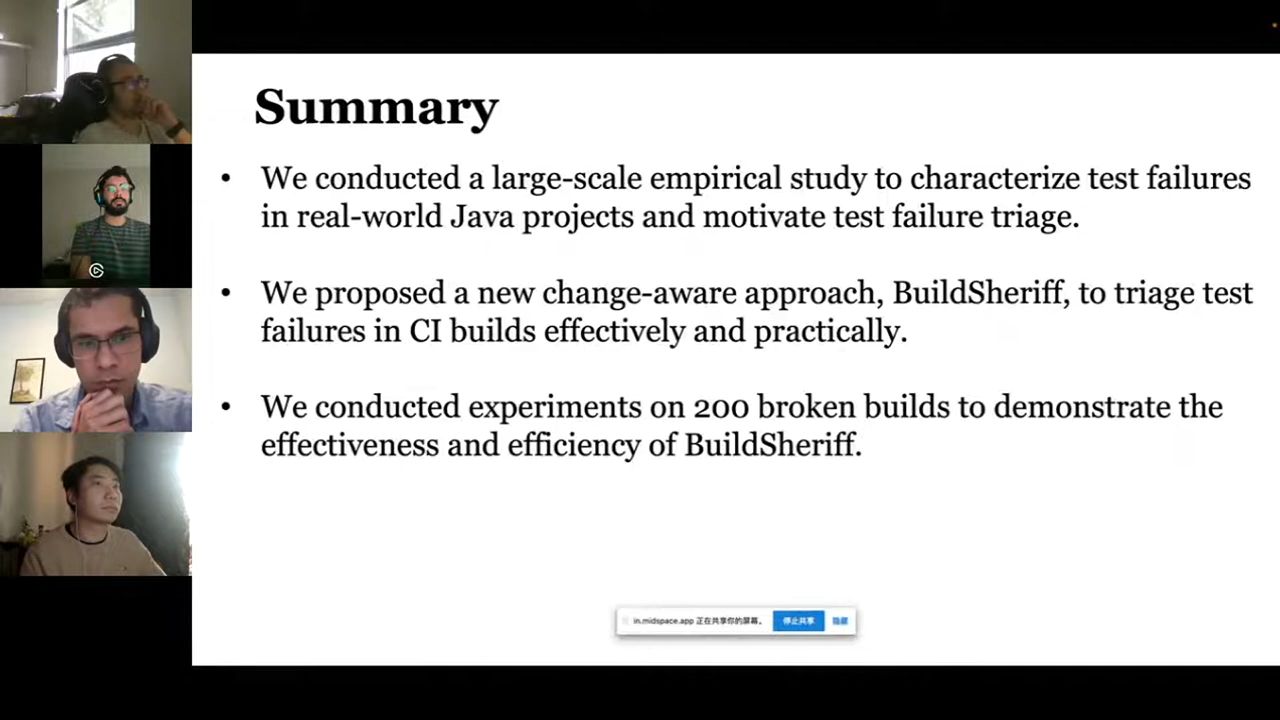 Summary
• We conducted a large-scale empirical study to characterize test failures
in real-world Java projects and motivate test failure triage.
• We proposed a new change-aware approach, BuildSheriff, to triage test
failures in CI builds effectively and practically.
• We conducted experiments on 200 broken builds to demonstrate the
effectiveness and efficiency of BuildSheriff.
in.midspace.app 正在共享你的屏幕。 停止共享 隐藏